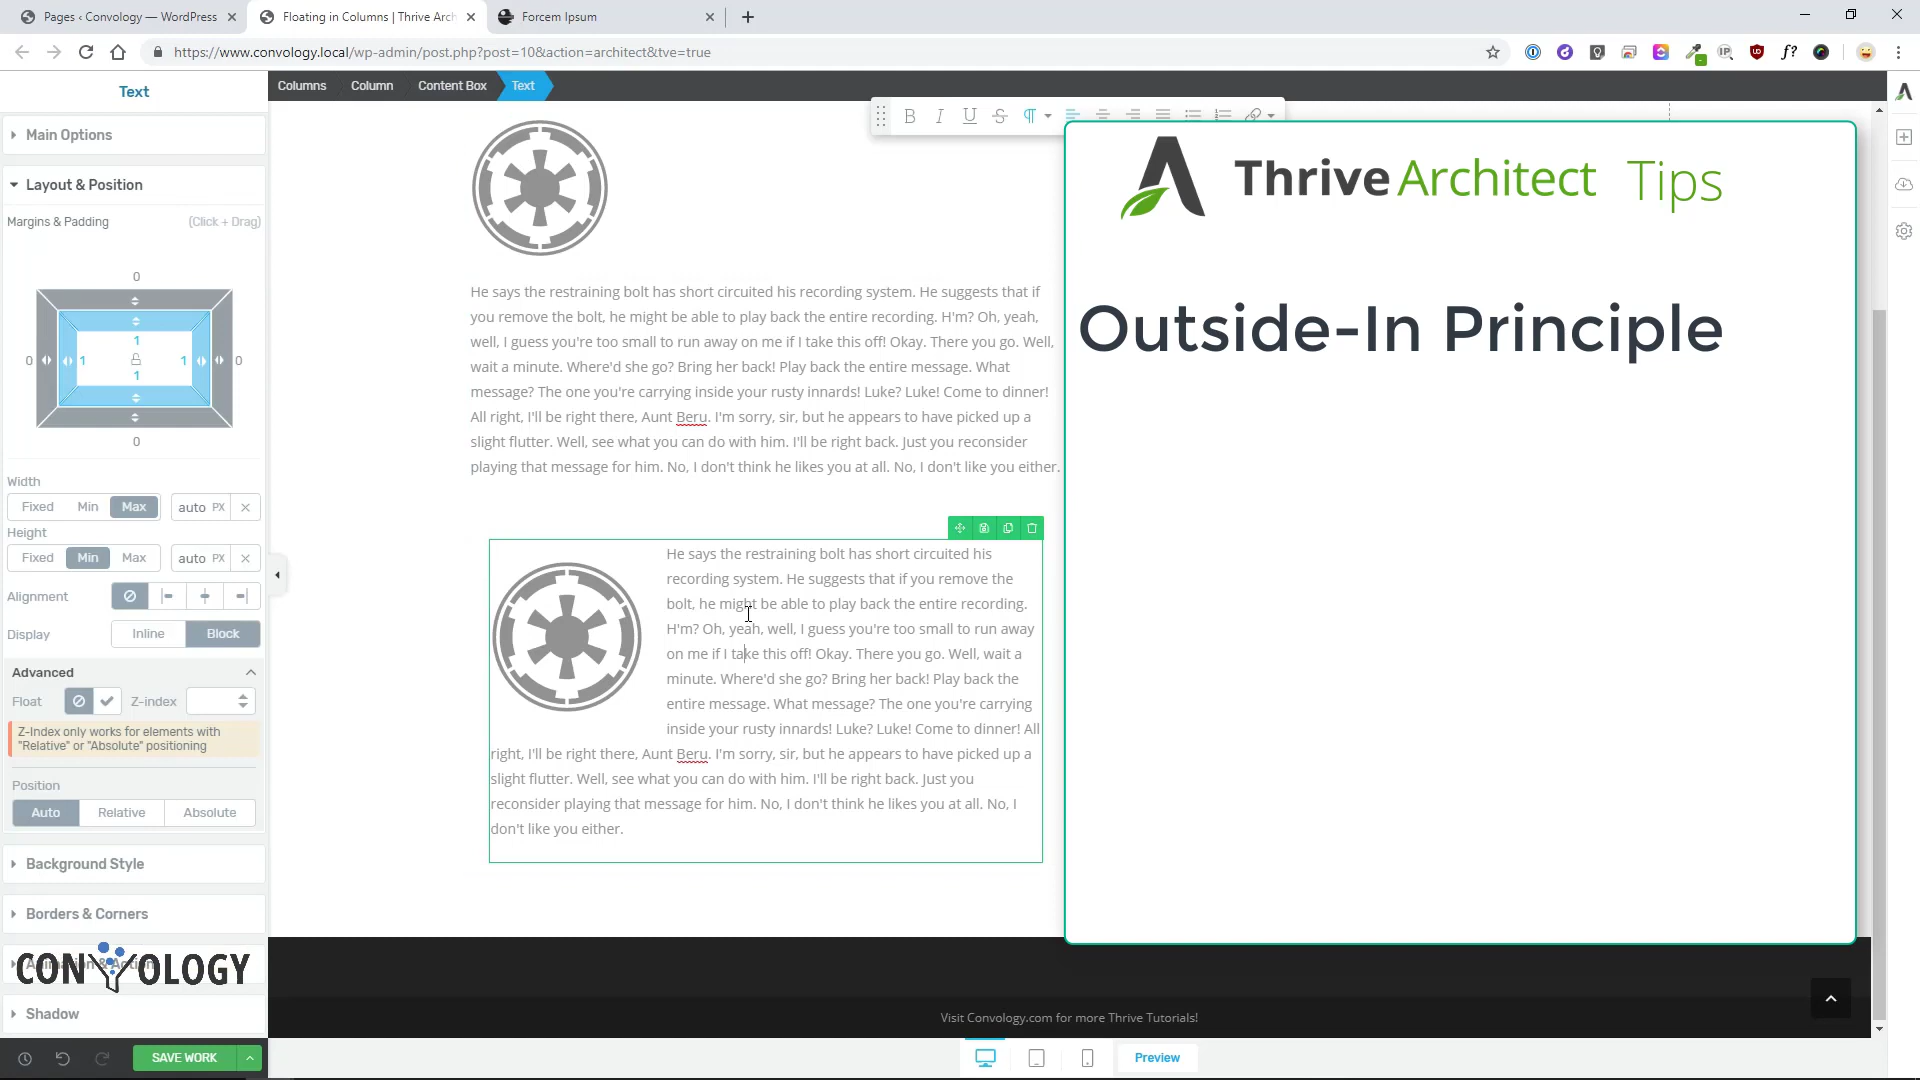 Pages ‹ Convology — WordPress
Floating in Columns | Thrive Arch
Forcem Ipsum
https://www.convology.local/wp-admin/post.php?post=10&action=architect&tve=true
Text
Columns
Column
Content Box
Text
Main Options
Layout & Position
Margins & Padding
(Click + Drag)
0
1
0
1
1
0
1
0
Width
Fixed
Min
Max
auto PX
Height
Fixed
Min
Max
auto PX
Alignment
Display
Inline
Block
Advanced
Float
Z-index
Z-Index only works for elements with
"Relative" or "Absolute" positioning
Position
Auto
Relative
Absolute
Background Style
Borders & Corners
CONVOLOGY
Shadow
SAVE WORK
He says the restraining bolt has short circuited his recording system. He suggests that if
you remove the bolt, he might be able to play back the entire recording. H'm? Oh, yeah,
well, I guess you're too small to run away on me if I take this off! Okay. There you go. Well,
wait a minute. Where'd she go? Bring her back! Play back the entire message. What
message? The one you're carrying inside your rusty innards! Luke? Luke! Come to dinner!
All right, I'll be right there, Aunt Beru. I'm sorry, sir, but he appears to have picked up a
slight flutter. Well, see what you can do with him. I'll be right back. Just you reconsider
playing that message for him. No, I don't think he likes you at all. No, I don't like you either.
He says the restraining bolt has short circuited his
recording system. He suggests that if you remove the
bolt, he might be able to play back the entire recording.
H'm? Oh, yeah, well, I guess you're too small to run away
on me if I take this off! Okay. There you go. Well, wait a
minute. Where'd she go? Bring her back! Play back the
entire message. What message? The one you're carrying
inside your rusty innards! Luke? Luke! Come to dinner! All
right, I'll be right there, Aunt Beru. I'm sorry, sir, but he appears to have picked up a
slight flutter. Well, see what you can do with him. I'll be right back. Just you
reconsider playing that message for him. No, I don't think he likes you at all. No, I
don't like you either.
Thrive Architect Tips
Outside-In Principle
Visit Convology.com for more Thrive Tutorials!
Preview